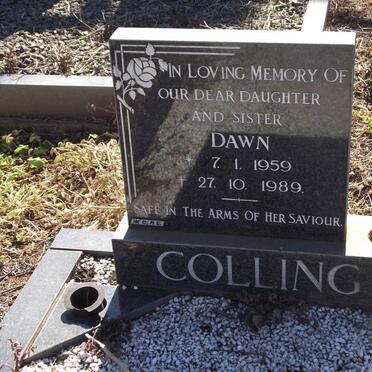 IN LOVING MEMORY OF
OUR DEAR DAUGHTER
AND SISTER
DAWN
* 7. 1. 1959
† 27. 10. 1989.
SAFE IN THE ARMS OF HER SAVIOUR.
COLLING